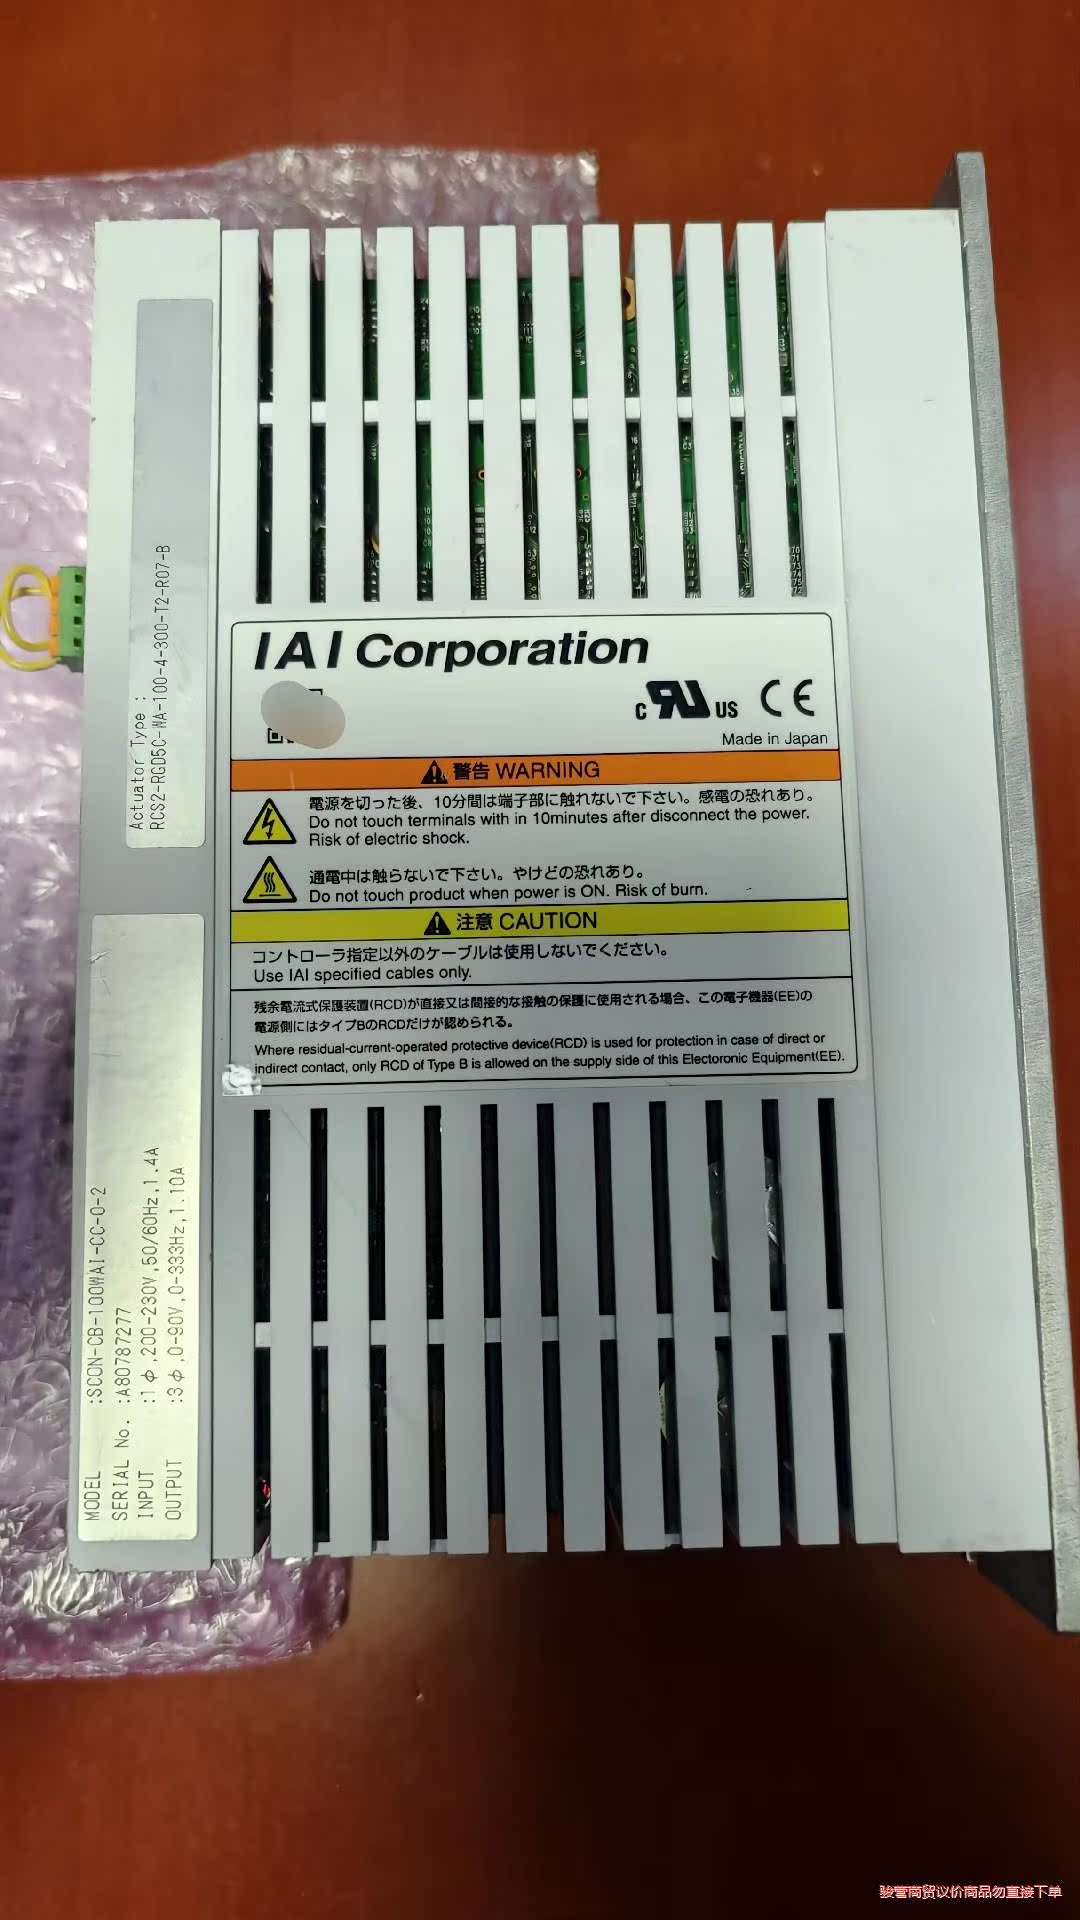 IAI Corporation
C RU US CE
Made in Japan
警告 WARNING
電源を切った後、10分間は端子部に触れないで下さい。感電の恐れあり。
Do not touch terminals with in 10minutes after disconnect the power.
Risk of electric shock.
通電中は触らないで下さい。やけどの恐れあり。
Do not touch product when power is ON. Risk of burn.
注意 CAUTION
コントローラ指定以外のケーブルは使用しないでください。
Use IAI specified cables only.
残余電流式保護装置(RCD)が直接又は間接的な接触の保護に使用される場合、この電子機器(EE)の
電源側にはタイプBのRCDだけが認められる。
Where residual-current-operated protective device(RCD) is used for protection in case of direct or
indirect contact, only RCD of Type B is allowed on the supply side of this Electoronic Equipment(EE).
Actuator Type :
RCS2-RGD5C-WA-100-4-300-T2-R07-B
MODEL :SCON-CB-100WAI-CC-0-2
SERIAL No. :A80787277
INPUT :1φ,200-230V,50/60Hz,1.4A
OUTPUT :3φ,0-90V,0-333Hz,1.10A
骏营商贸议价商品勿直接下单